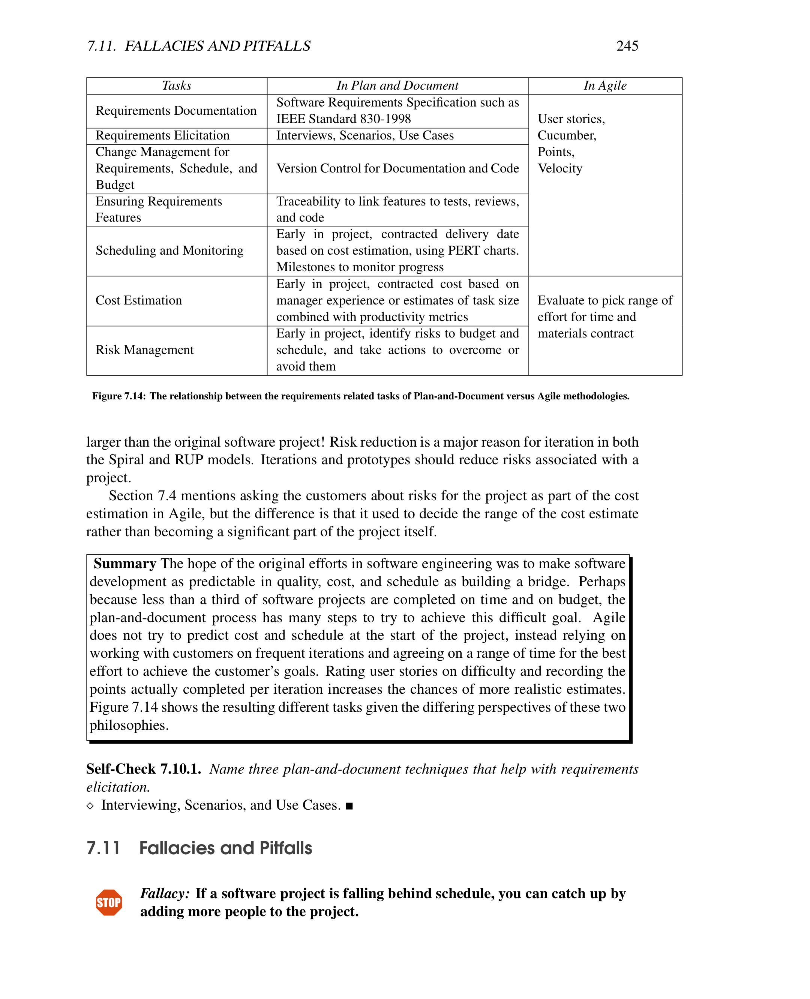 7.11. FALLACIES AND PITFALLS 245
Tasks In Plan and Document In Agile
Requirements Documentation
Software Requirements Specification such as
IEEE Standard 830-1998
Requirements Elicitation
Interviews, Scenarios, Use Cases
Change Management for
Requirements, Schedule, and
Budget
Version Control for Documentation and Code
Ensuring Requirements
Features
Traceability to link features to tests, reviews,
and code
Scheduling and Monitoring
Early in project, contracted delivery date
based on cost estimation, using PERT charts.
Milestones to monitor progress
User stories,
Cucumber,
Points,
Velocity
Cost Estimation
Early in project, contracted cost based on
manager experience or estimates of task size
combined with productivity metrics
Risk Management
Early in project, identify risks to budget and
schedule, and take actions to overcome or
avoid them
Evaluate to pick range of
effort for time and
materials contract
Figure 7.14: The relationship between the requirements related tasks of Plan-and-Document versus Agile methodologies.
larger than the original software project! Risk reduction is a major reason for iteration in both
the Spiral and RUP models. Iterations and prototypes should reduce risks associated with a
project.
Section 7.4 mentions asking the customers about risks for the project as part of the cost
estimation in Agile, but the difference is that it used to decide the range of the cost estimate
rather than becoming a significant part of the project itself.
Summary The hope of the original efforts in software engineering was to make software
development as predictable in quality, cost, and schedule as building a bridge. Perhaps
because less than a third of software projects are completed on time and on budget, the
plan-and-document process has many steps to try to achieve this difficult goal. Agile
does not try to predict cost and schedule at the start of the project, instead relying on
working with customers on frequent iterations and agreeing on a range of time for the best
effort to achieve the customer's goals. Rating user stories on difficulty and recording the
points actually completed per iteration increases the chances of more realistic estimates.
Figure 7.14 shows the resulting different tasks given the differing perspectives of these two
philosophies.
Self-Check 7.10.1. Name three plan-and-document techniques that help with requirements
elicitation.
⋄ Interviewing, Scenarios, and Use Cases. ■
7.11 Fallacies and Pitfalls
STOP
Fallacy: If a software project is falling behind schedule, you can catch up by
adding more people to the project.